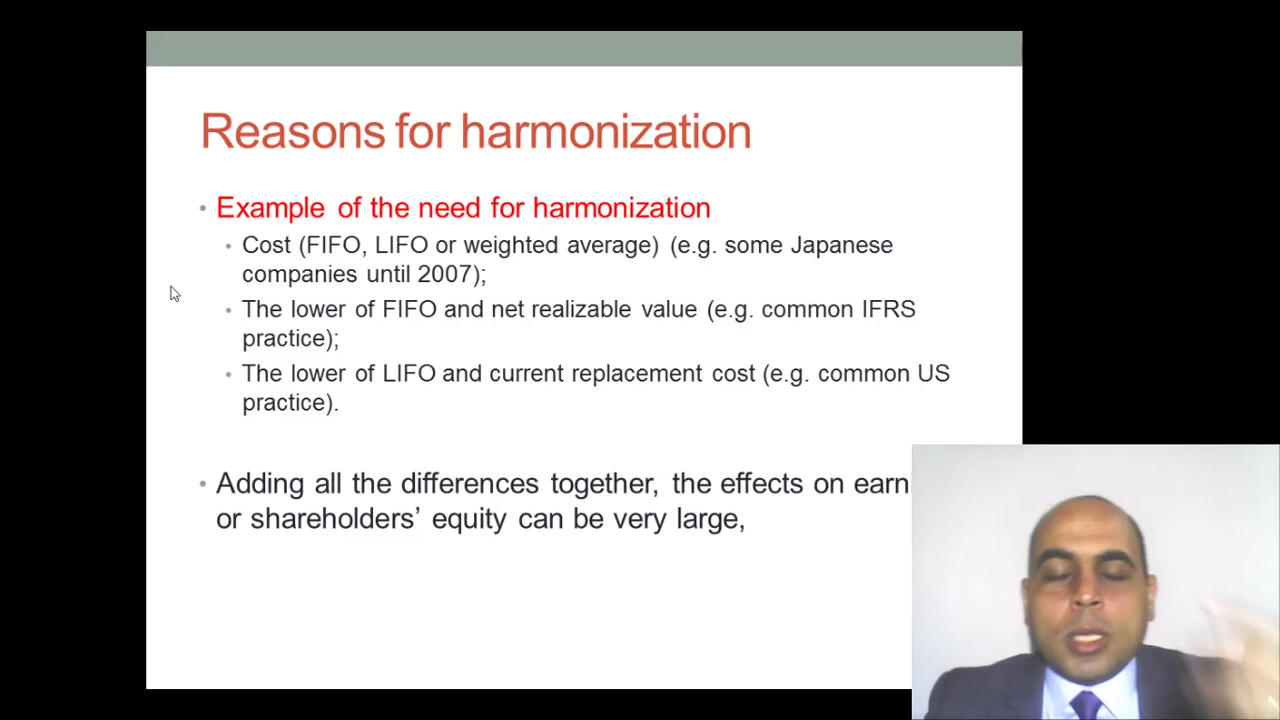 Reasons for harmonization
• Example of the need for harmonization
• Cost (FIFO, LIFO or weighted average) (e.g. some Japanese
companies until 2007);
• The lower of FIFO and net realizable value (e.g. common IFRS
practice);
• The lower of LIFO and current replacement cost (e.g. common US
practice).
• Adding all the differences together, the effects on
or shareholders’ equity can be very large,